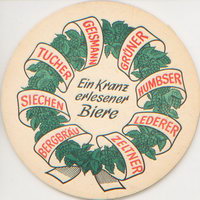 BERGBRÄU
SIECHEN
TUCHER
GEISMANN
GRÜNER
HUMBSER
LEDERER
ZELTNER
Ein Kranz
erlesener
Biere